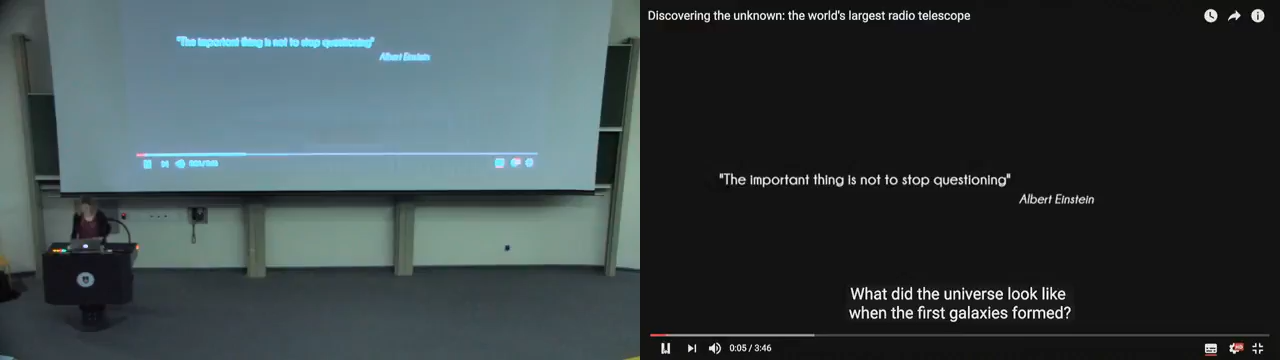 "The important thing is not to stop questioning"
Albert Einstein
Discovering the unknown: the world's largest radio telescope
"The important thing is not to stop questioning"
Albert Einstein
What did the universe look like
when the first galaxies formed?
0:05 / 3:46